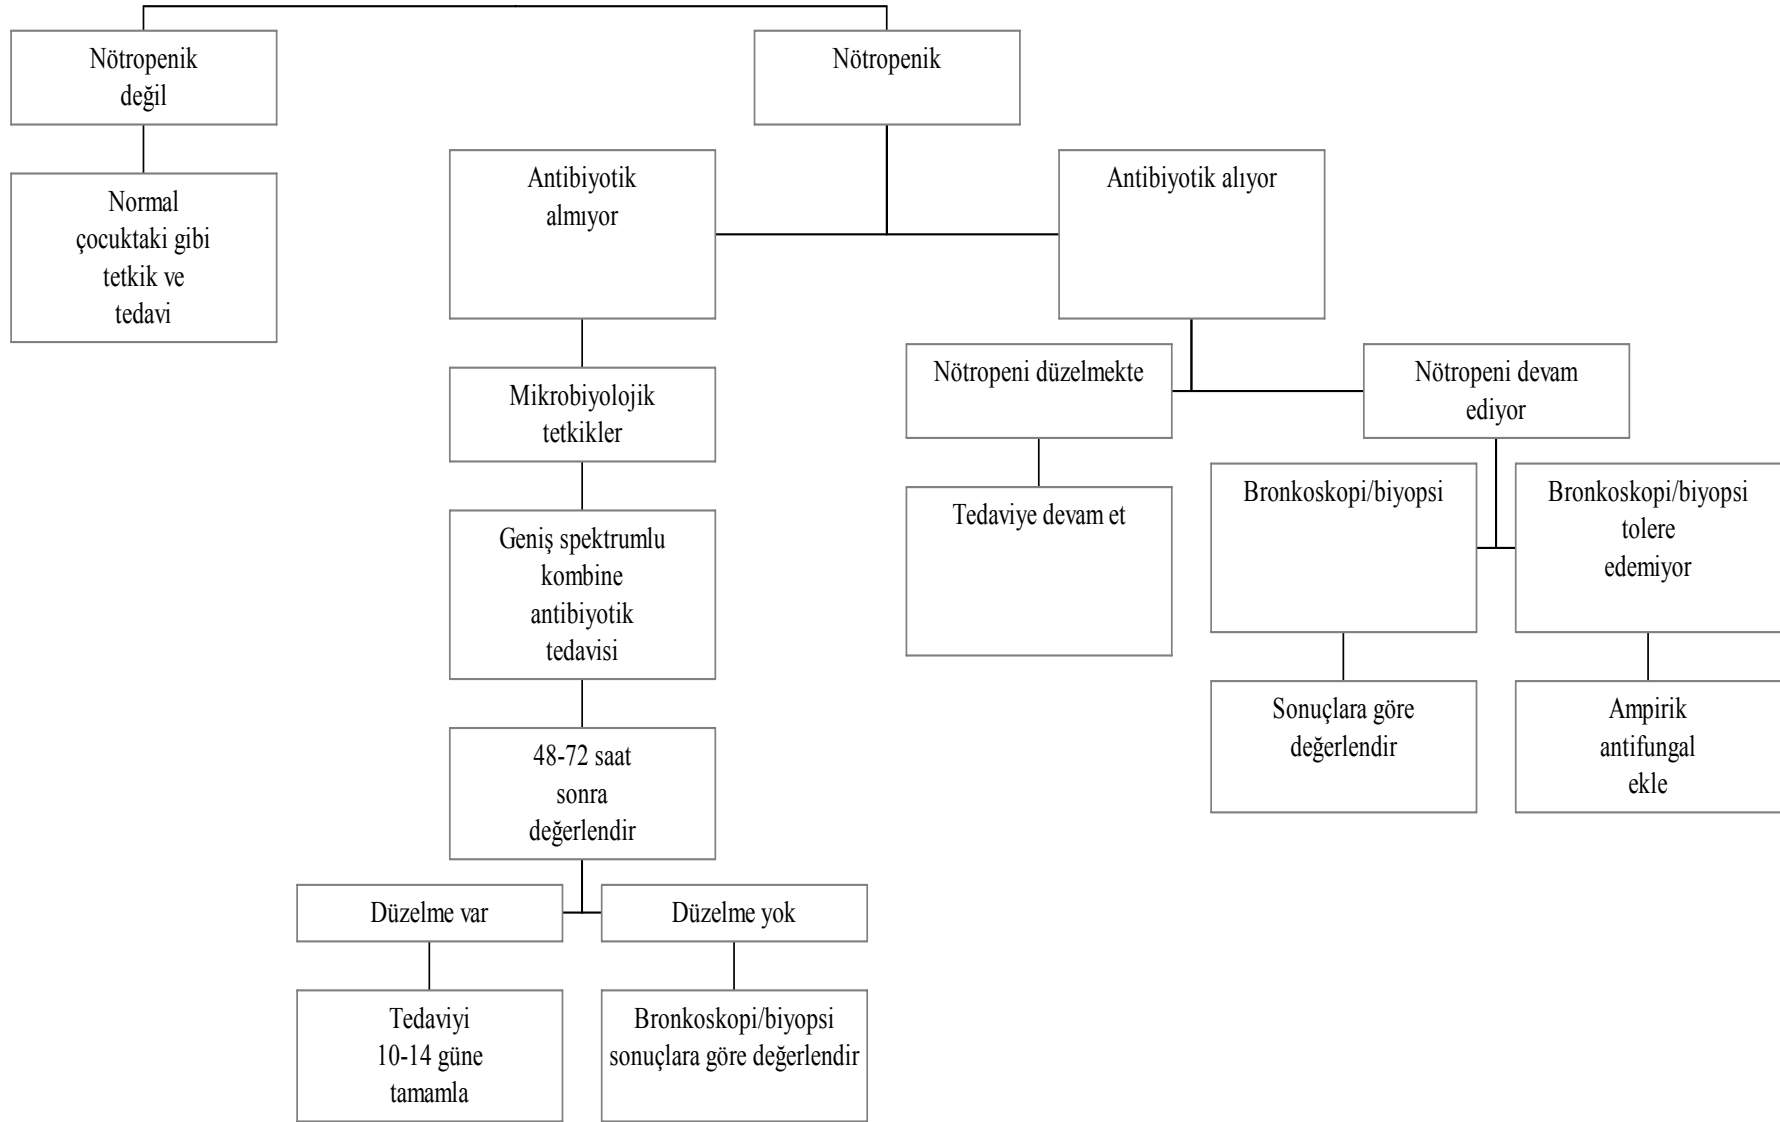 Nötropenik
değil
Nötropenik
Normal
çocuktaki gibi
tetkik ve
tedavi
Antibiyotik
almıyor
Antibiyotik alıyor
Mikrobiyolojik
tetkikler
Geniş spektrumlu
kombine
antibiyotik
tedavisi
48-72 saat
sonra
değerlendir
Düzelme var
Düzelme yok
Tedaviyi
10-14 güne
tamamla
Bronkoskopi/biyopsi
sonuçlara göre değerlendir
Nötropeni düzelmekte
Tedaviye devam et
Nötropeni devam
ediyor
Bronkoskopi/biyopsi
Sonuçlara göre
değerlendir
Bronkoskopi/biyopsi
tolere
edemiyor
Ampirik
antifungal
ekle